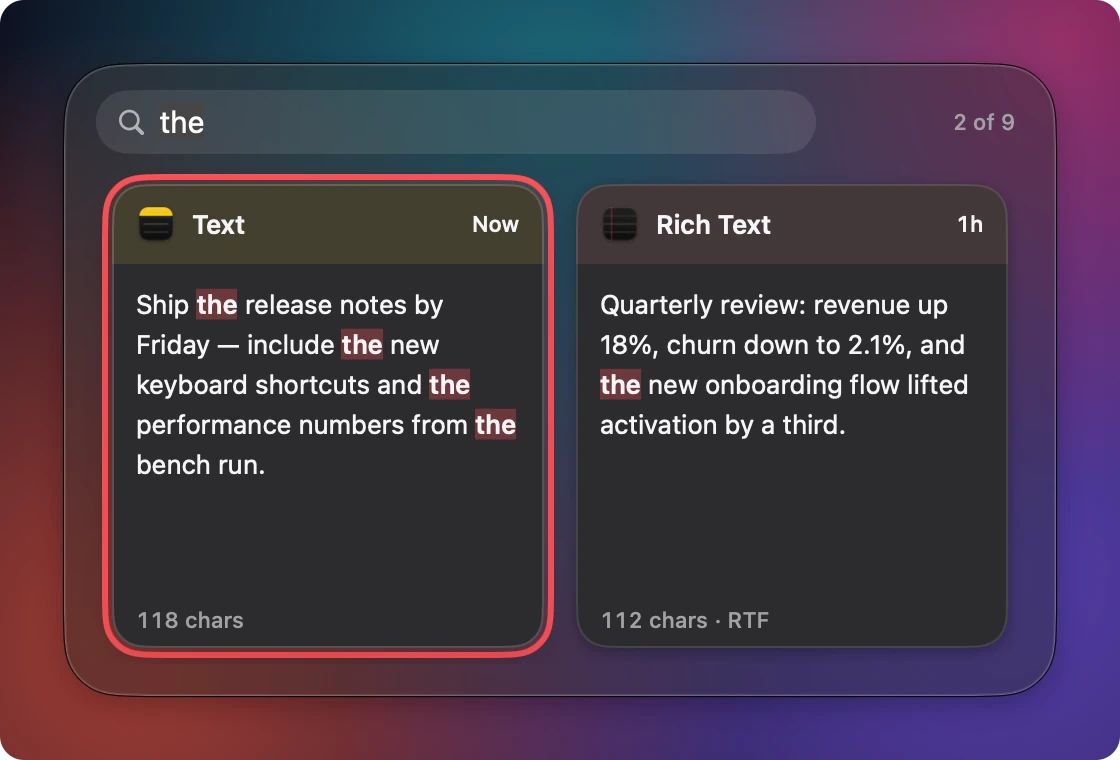 the
2 of 9
Text
Now
Ship the release notes by
Friday — include the new
keyboard shortcuts and the
performance numbers from the
bench run.
118 chars
Rich Text
1h
Quarterly review: revenue up
18%, churn down to 2.1%, and
the new onboarding flow lifted
activation by a third.
112 chars · RTF